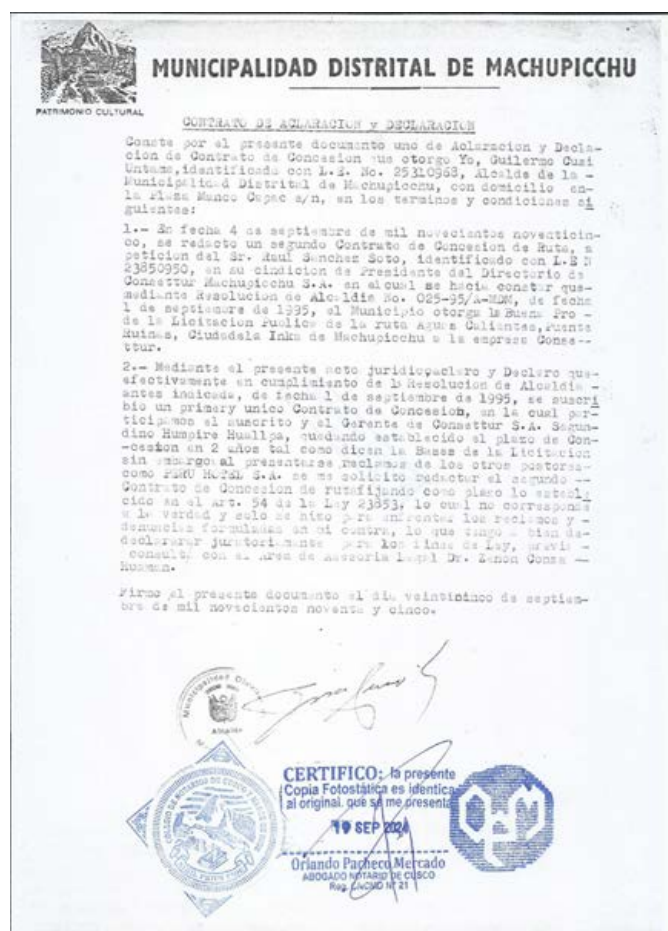 MUNICIPALIDAD DISTRITAL DE MACHUPICCHU
PATRIMONIO CULTURAL
CONTRATO DE ACLARACION y DECLARACION
Conste por el presente documento uno de Aclaracion y Decla-
cion de Contrato de Concesion que otorgo Yo, Guillermo Cusi
Untama, identificado con L.E. No. 25310968, Alcalde de la -
Municipalidad Distrital de Machupicchu, con domicilio en-
la Plaza Manco Capac s/n, en los terminos y condiciones si
guientes:
1.- En fecha 4 de septiembre de mil novecientos noventicin-
co, se redacto un segundo Contrato de Concesion de Ruta, a
peticion del Sr. Raul Sanchez Soto, identificado con L.E N
23850950, en su cindicion de Presidente del Directorio de
Consettur Machupicchu S.A. en alcual se hacia constar que-
mediante Resolucion de Alcaldia No. 025-95/A-MDM, de fecha
1 de septiembre de 1995, el Municipio otorga la Buena Pro -
de la Licitacion Publica de la ruta Aguas Calientes, Puente
Ruinas, Ciudadela Inka de Machupicchu a la empresa Conse--
ttur.
2.- Mediante el presente acto juridico aclaro y Declaro que-
efectivamente en cumplimiento de la Resolucion de Alcaldia -
antes indicada, de fecha 1 de septiembre de 1995, se suscri
bio un primer y unico Contrato de Concesion, en la cual par-
ticipamos el suscrito y el Gerente de Consettur S.A. Segun-
dino Humpire Huallpa, quedando establecido el plazo de Con-
-cesion en 2 años tal como dicen la Bases de la Licitacion
sin embargo al presentarse reclamos de los otros postores-
como PERU HOTEL S.A. se me solicito redactar el segundo --
Contrato de Concesion de ruta fijando como plazo lo establ
cido en el Art. 54 de la Ley 23853, lo cual no corresponde
a la verdad y solo se hizo para enfrentar los reclamos y -
denuncias formuladas en mi contra, lo que tengo a bien de-
declararar juratoriamente para los fines de Ley, previa -
consulta con el Area de Asesoria Legal Dr. Zenon Conza --
Huaman.
Firmo el presente documento el dia veinticinco de septiem-
bre de mil novecientos noventa y cinco.
Municipalidad
ALCALDIA
CERTIFICO: la presente
Copia Fotostática es identica
al original, que se me presenta
19 SEP 2024
Orlando Pacheco Mercado
ABOGADO NOTARIO DE CUSCO
Reg. CNCMD N° 21